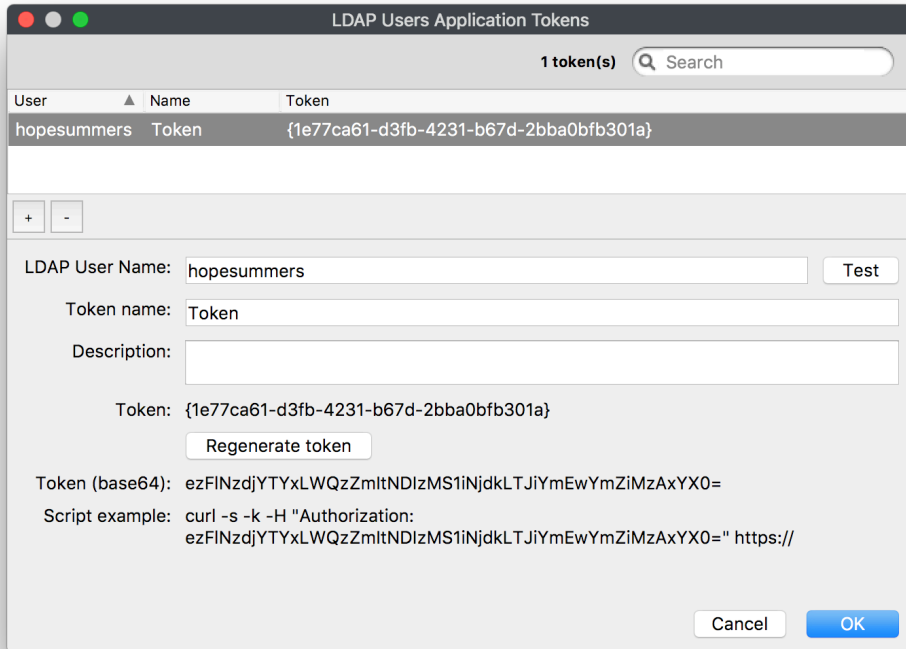 LDAP Users Application Tokens
1 token(s) Search
User Name Token
hopesummers Token {1e77ca61-d3fb-4231-b67d-2bba0bfb301a}
+ -
LDAP User Name: hopesummers Test
Token name: Token
Description:
Token: {1e77ca61-d3fb-4231-b67d-2bba0bfb301a}
Regenerate token
Token (base64): ezFlNzdjYTYxLWQzZmItNDIzMS1iNjdkLTJiYmEwYmZiMzAxYX0=
Script example: curl -s -k -H "Authorization:
ezFlNzdjYTYxLWQzZmItNDIzMS1iNjdkLTJiYmEwYmZiMzAxYX0=" https://
Cancel OK